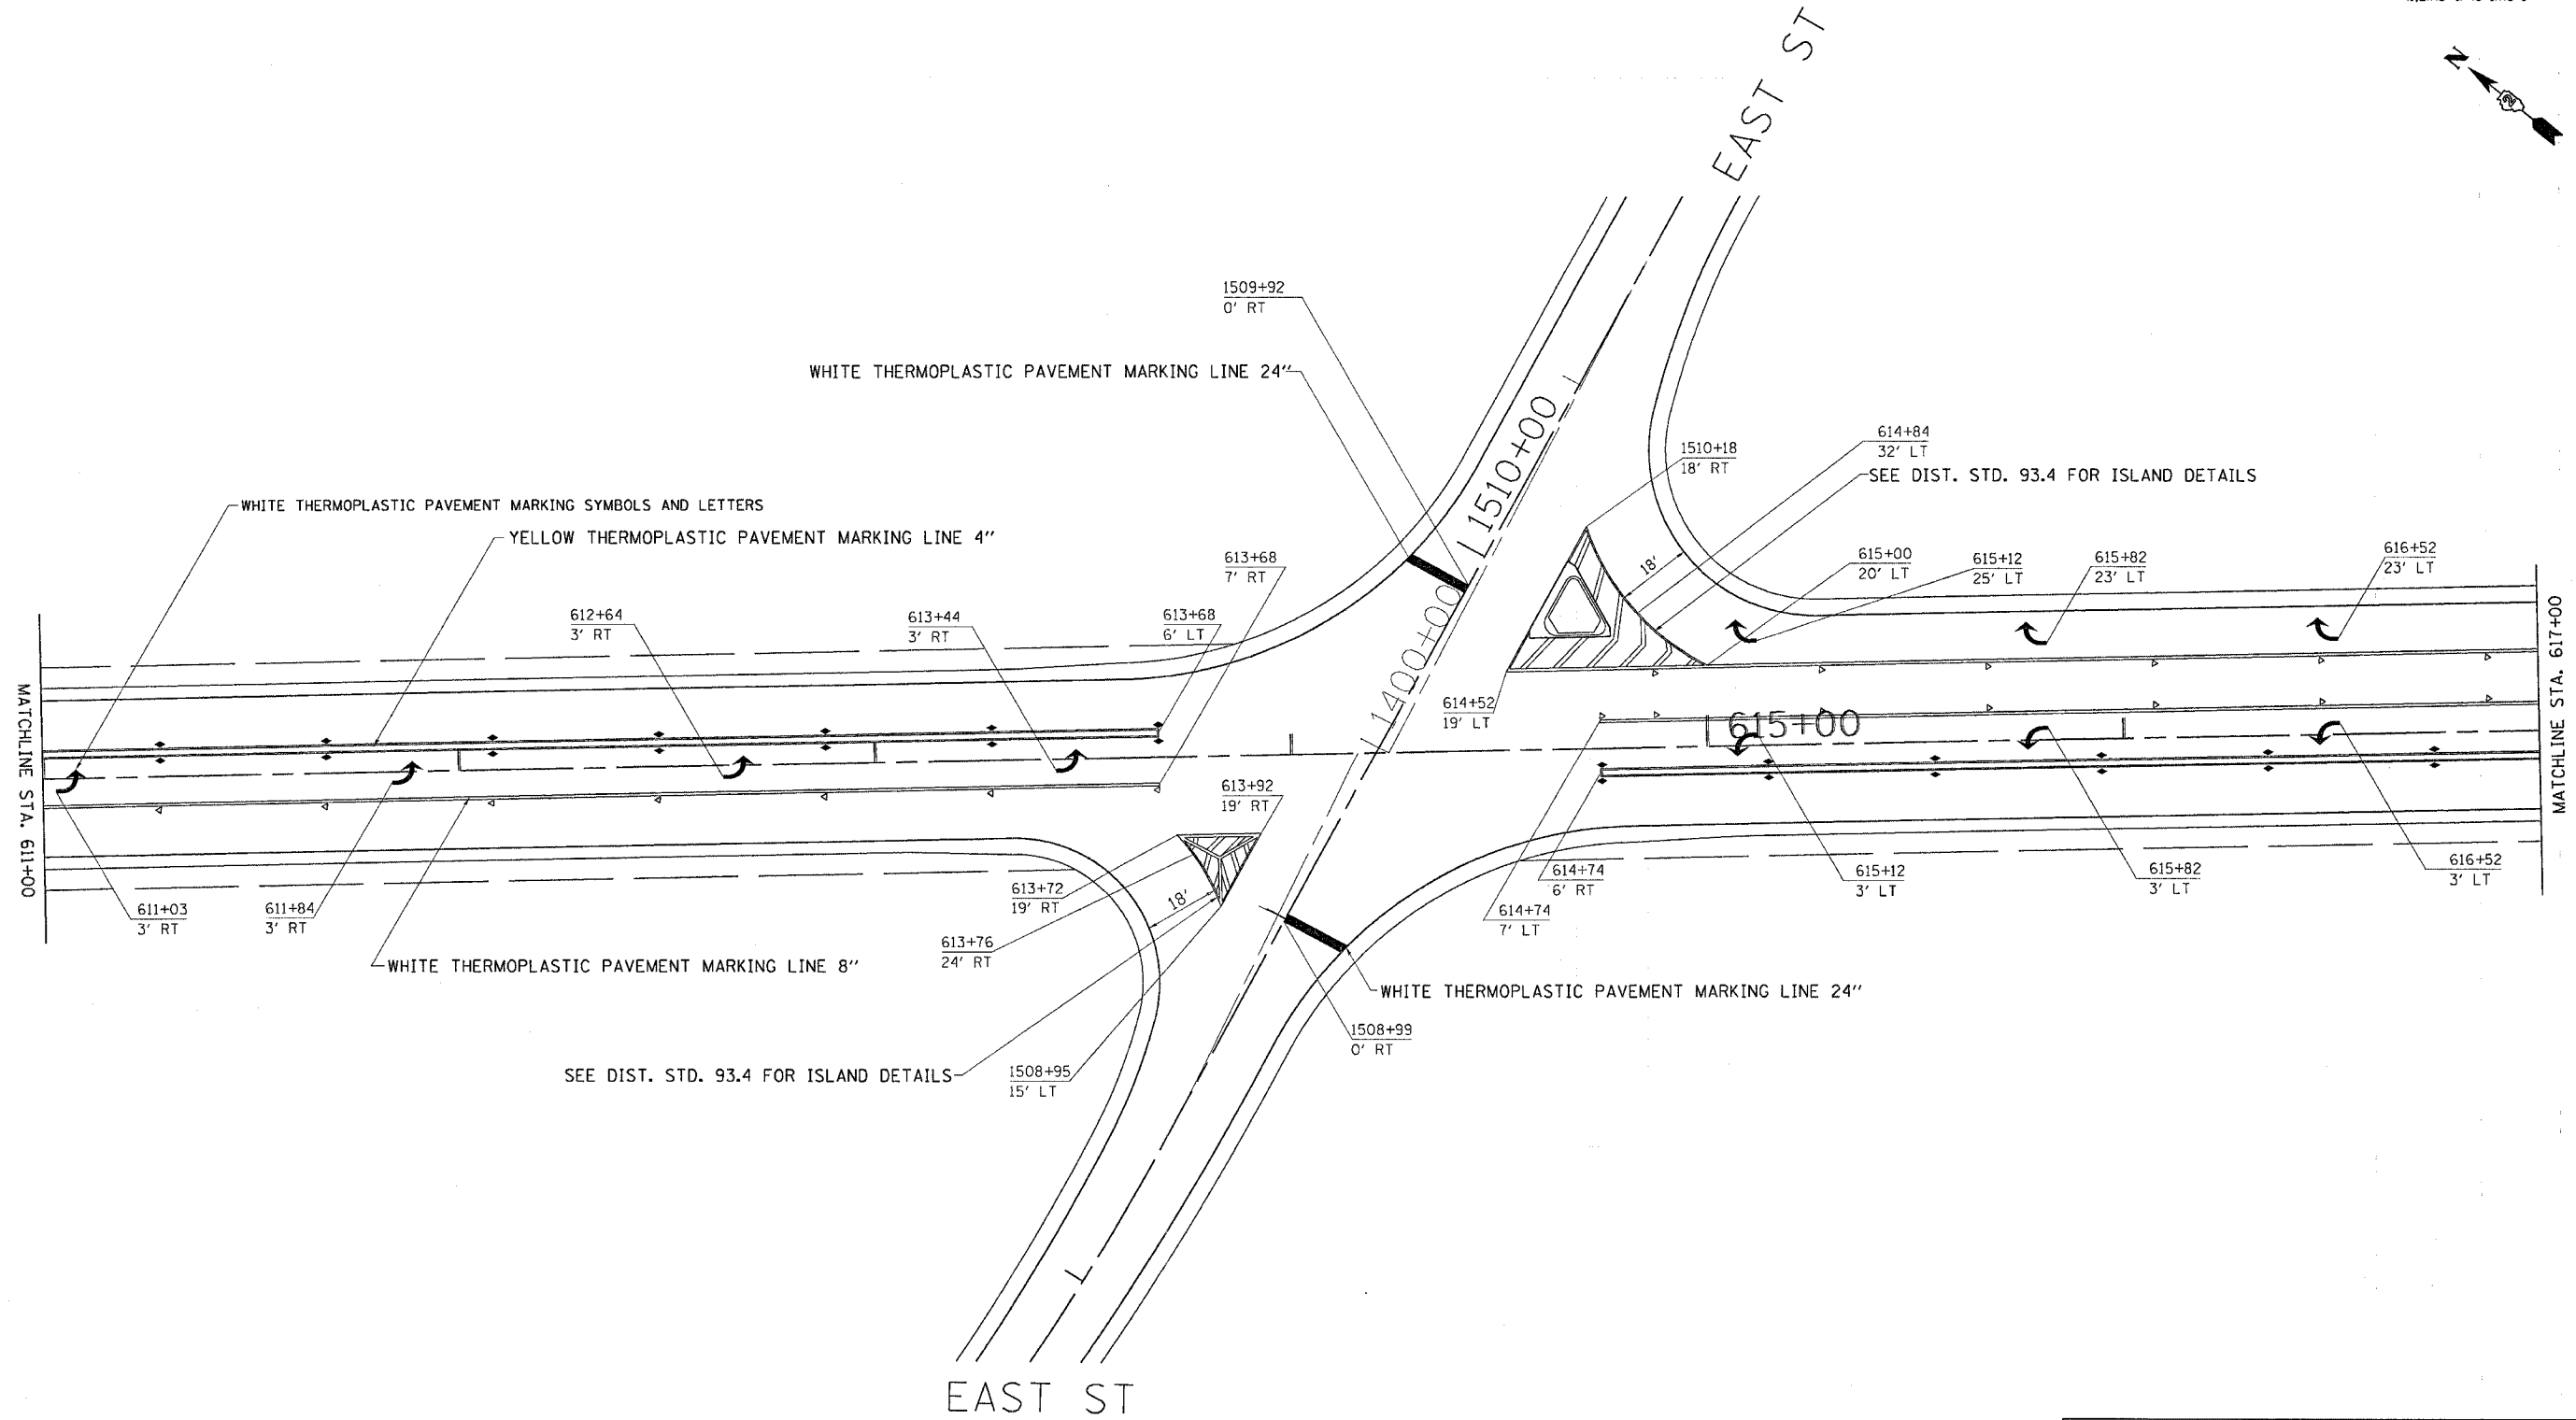 N
2
EAST ST
1509+92
0' RT
WHITE THERMOPLASTIC PAVEMENT MARKING LINE 24"
1510+00
1400+00
1510+18
18' RT
614+84
32' LT
SEE DIST. STD. 93.4 FOR ISLAND DETAILS
WHITE THERMOPLASTIC PAVEMENT MARKING SYMBOLS AND LETTERS
YELLOW THERMOPLASTIC PAVEMENT MARKING LINE 4"
613+68
7' RT
18'
615+00
20' LT
615+12
25' LT
615+82
23' LT
616+52
23' LT
612+64
3' RT
613+44
3' RT
613+68
6' LT
MATCHLINE STA. 611+00
MATCHLINE STA. 617+00
614+52
19' LT
615+00
613+92
19' RT
611+03
3' RT
611+84
3' RT
613+72
19' RT
18'
613+76
24' RT
614+74
6' RT
614+74
7' LT
615+12
3' LT
615+82
3' LT
616+52
3' LT
WHITE THERMOPLASTIC PAVEMENT MARKING LINE 8"
WHITE THERMOPLASTIC PAVEMENT MARKING LINE 24"
1508+99
0' RT
SEE DIST. STD. 93.4 FOR ISLAND DETAILS
1508+95
15' LT
EAST ST